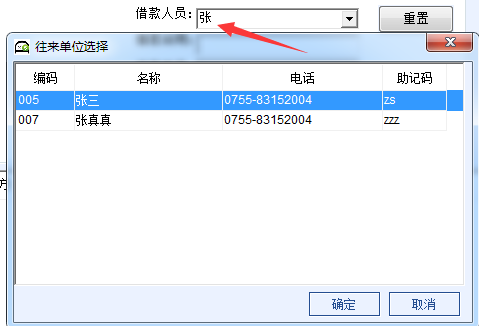 借款人员： 张 重置
往来单位选择
编码 名称 电话 助记码
005 张三 0755-83152004 zs
007 张真真 0755-83152004 zzz
方
确定 取消